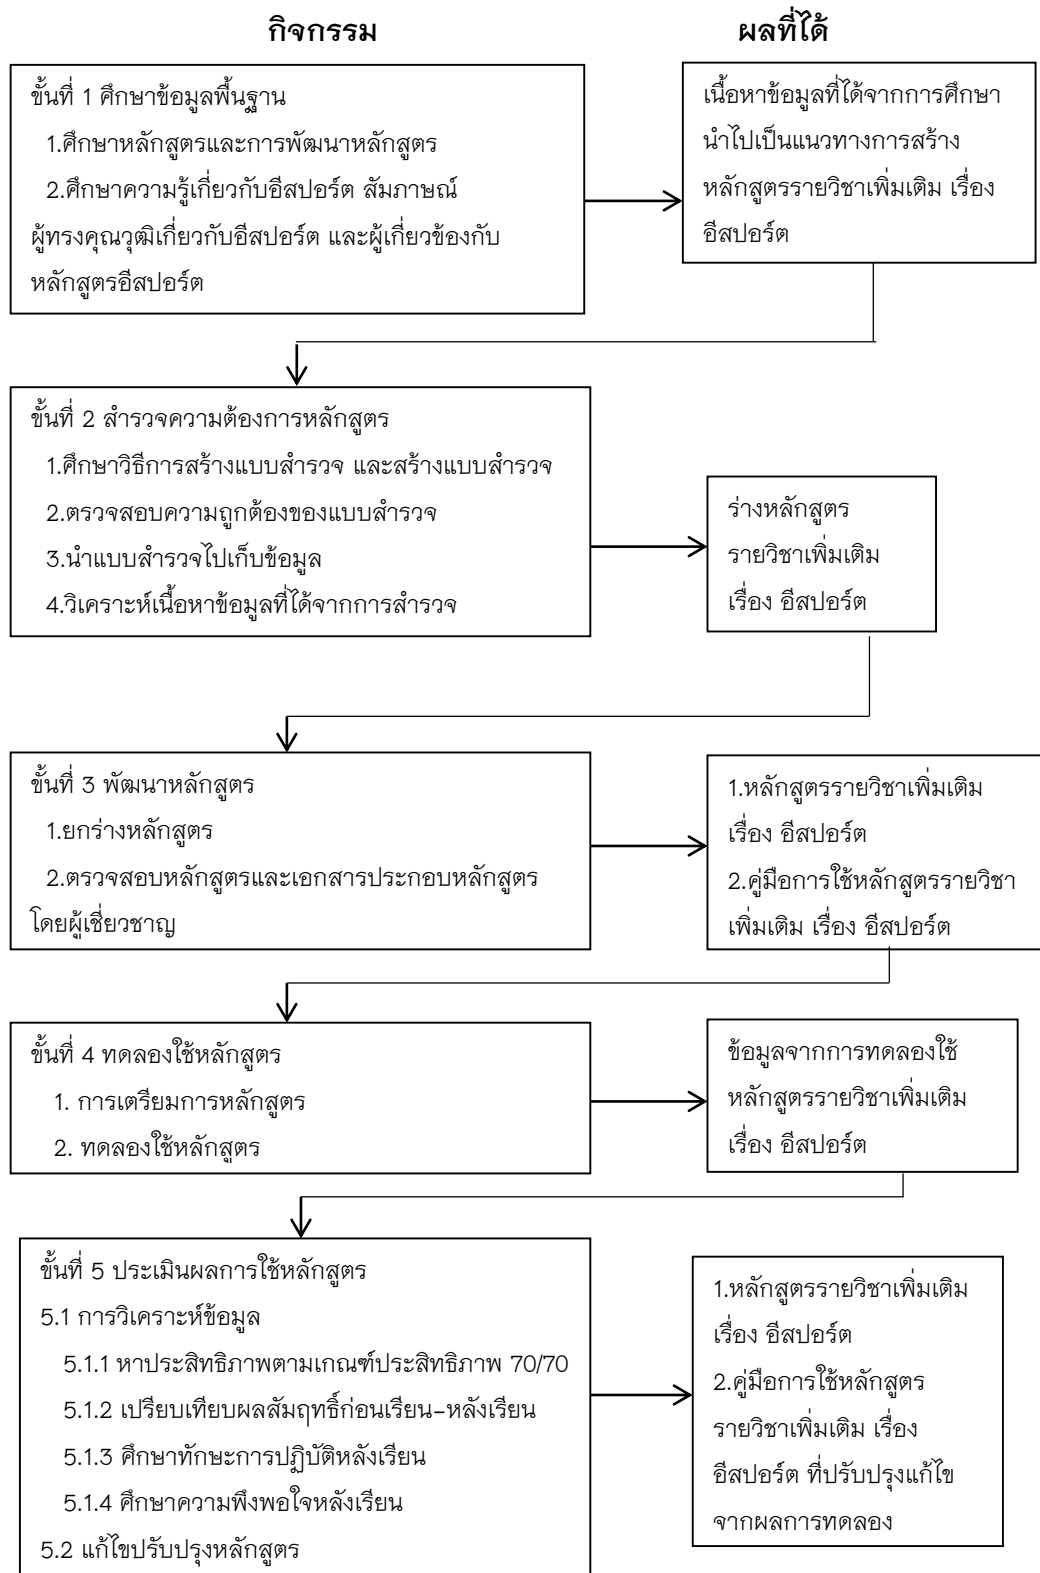 กิจกรรม
ผลที่ได้
ขั้นที่ 1 ศึกษาข้อมูลพื้นฐาน
1.ศึกษาหลักสูตรและการพัฒนาหลักสูตร
2.ศึกษาความรู้เกี่ยวกับอีสปอร์ต สัมภาษณ์
ผู้ทรงคุณวุฒิเกี่ยวกับอีสปอร์ต และผู้เกี่ยวข้องกับ
หลักสูตรอีสปอร์ต
เนื้อหาข้อมูลที่ได้จากการศึกษา
นำไปเป็นแนวทางการสร้าง
หลักสูตรรายวิชาเพิ่มเติม เรื่อง
อีสปอร์ต
ขั้นที่ 2 สำรวจความต้องการหลักสูตร
1.ศึกษาวิธีการสร้างแบบสำรวจ และสร้างแบบสำรวจ
2.ตรวจสอบความถูกต้องของแบบสำรวจ
3.นำแบบสำรวจไปเก็บข้อมูล
4.วิเคราะห์เนื้อหาข้อมูลที่ได้จากการสำรวจ
ร่างหลักสูตร
รายวิชาเพิ่มเติม
เรื่อง อีสปอร์ต
ขั้นที่ 3 พัฒนาหลักสูตร
1.ยกร่างหลักสูตร
2.ตรวจสอบหลักสูตรและเอกสารประกอบหลักสูตร
โดยผู้เชี่ยวชาญ
1.หลักสูตรรายวิชาเพิ่มเติม
เรื่อง อีสปอร์ต
2.คู่มือการใช้หลักสูตรรายวิชา
เพิ่มเติม เรื่อง อีสปอร์ต
ขั้นที่ 4 ทดลองใช้หลักสูตร
1. การเตรียมการหลักสูตร
2. ทดลองใช้หลักสูตร
ข้อมูลจากการทดลองใช้
หลักสูตรรายวิชาเพิ่มเติม
เรื่อง อีสปอร์ต
ขั้นที่ 5 ประเมินผลการใช้หลักสูตร
5.1 การวิเคราะห์ข้อมูล
5.1.1 หาประสิทธิภาพตามเกณฑ์ประสิทธิภาพ 70/70
5.1.2 เปรียบเทียบผลสัมฤทธิ์ก่อนเรียน-หลังเรียน
5.1.3 ศึกษาทักษะการปฏิบัติหลังเรียน
5.1.4 ศึกษาความพึงพอใจหลังเรียน
5.2 แก้ไขปรับปรุงหลักสูตร
1.หลักสูตรรายวิชาเพิ่มเติม
เรื่อง อีสปอร์ต
2.คู่มือการใช้หลักสูตร
รายวิชาเพิ่มเติม เรื่อง
อีสปอร์ต ที่ปรับปรุงแก้ไข
จากผลการทดลอง